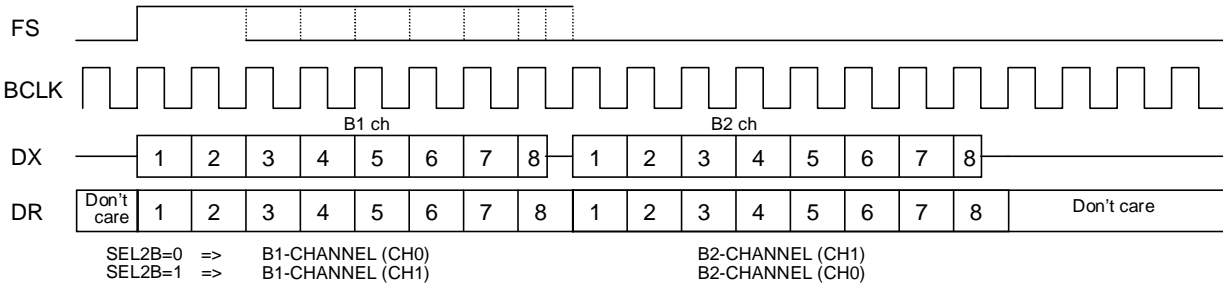 FS
BCLK
B1 ch B2 ch
DX 1 2 3 4 5 6 7 8 1 2 3 4 5 6 7 8
DR Don't care 1 2 3 4 5 6 7 8 1 2 3 4 5 6 7 8 Don't care
SEL2B=0 => B1-CHANNEL (CH0) B2-CHANNEL (CH1)
SEL2B=1 => B1-CHANNEL (CH1) B2-CHANNEL (CH0)